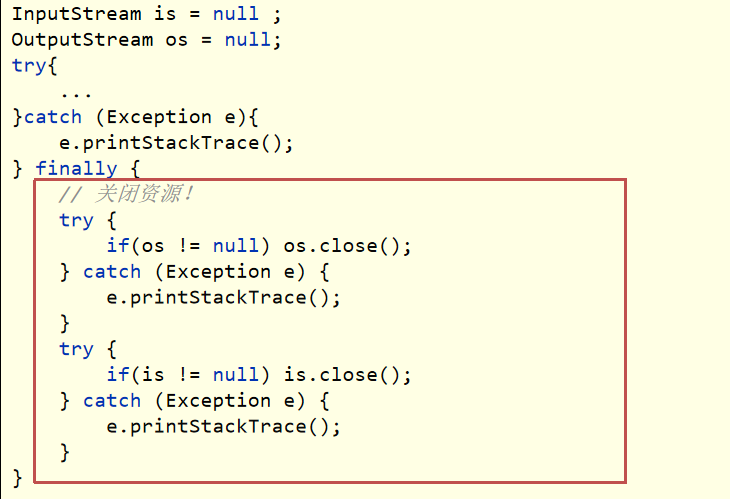 InputStream is = null ;
OutputStream os = null;
try{
    ...
}catch (Exception e){
    e.printStackTrace();
} finally {
    // 关闭资源！
    try {
        if(os != null) os.close();
    } catch (Exception e) {
        e.printStackTrace();
    }
    try {
        if(is != null) is.close();
    } catch (Exception e) {
        e.printStackTrace();
    }
}